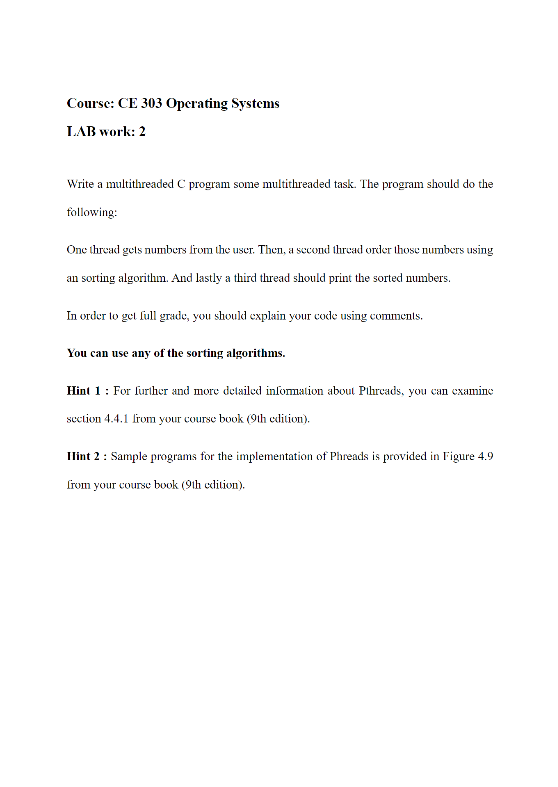 Course: CE 303 Operating Systems
LAB work: 2
Write a multithreaded C program some multithreaded task. The program should do the
following:
One thread gets numbers from the user. Then, a second thread order those numbers using
an sorting algorithm. And lastly a third thread should print the sorted numbers.
In order to get full grade, you should explain your code using comments.
You can use any of the sorting algorithms.
Hint 1 : For further and more detailed information about Pthreads, you can examine
section 4.4.1 from your course book (9th edition).
Hint 2 : Sample programs for the implementation of Phreads is provided in Figure 4.9
from your course book (9th edition).